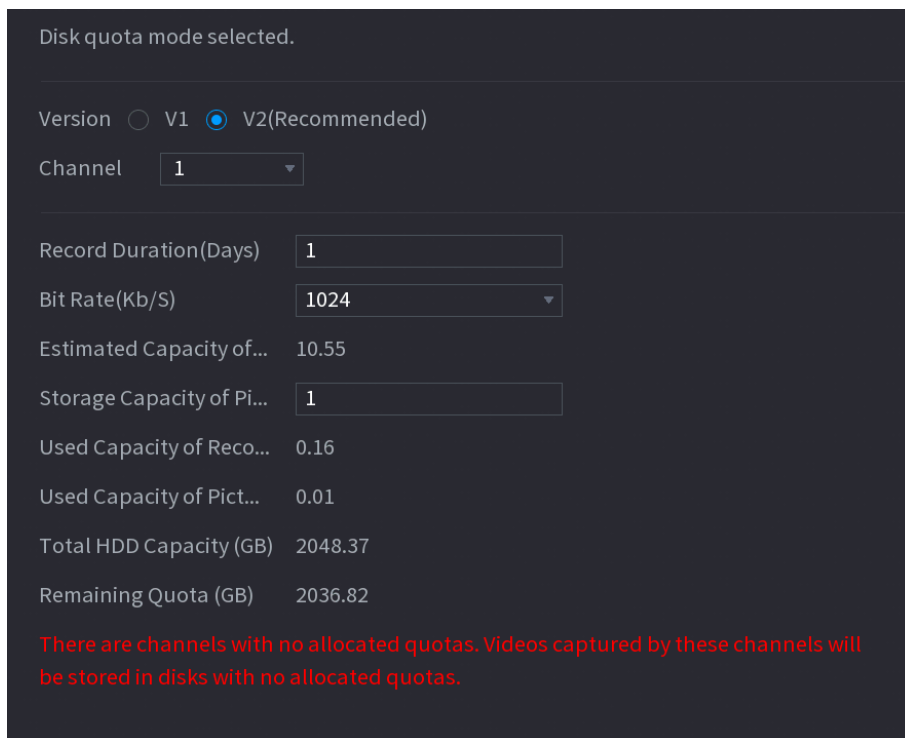 Disk quota mode selected.
Version V1 V2(Recommended)
Channel 1
Record Duration(Days) 1
Bit Rate(Kb/S) 1024
Estimated Capacity of... 10.55
Storage Capacity of Pi... 1
Used Capacity of Reco... 0.16
Used Capacity of Pict... 0.01
Total HDD Capacity (GB) 2048.37
Remaining Quota (GB) 2036.82
There are channels with no allocated quotas. Videos captured by these channels will
be stored in disks with no allocated quotas.